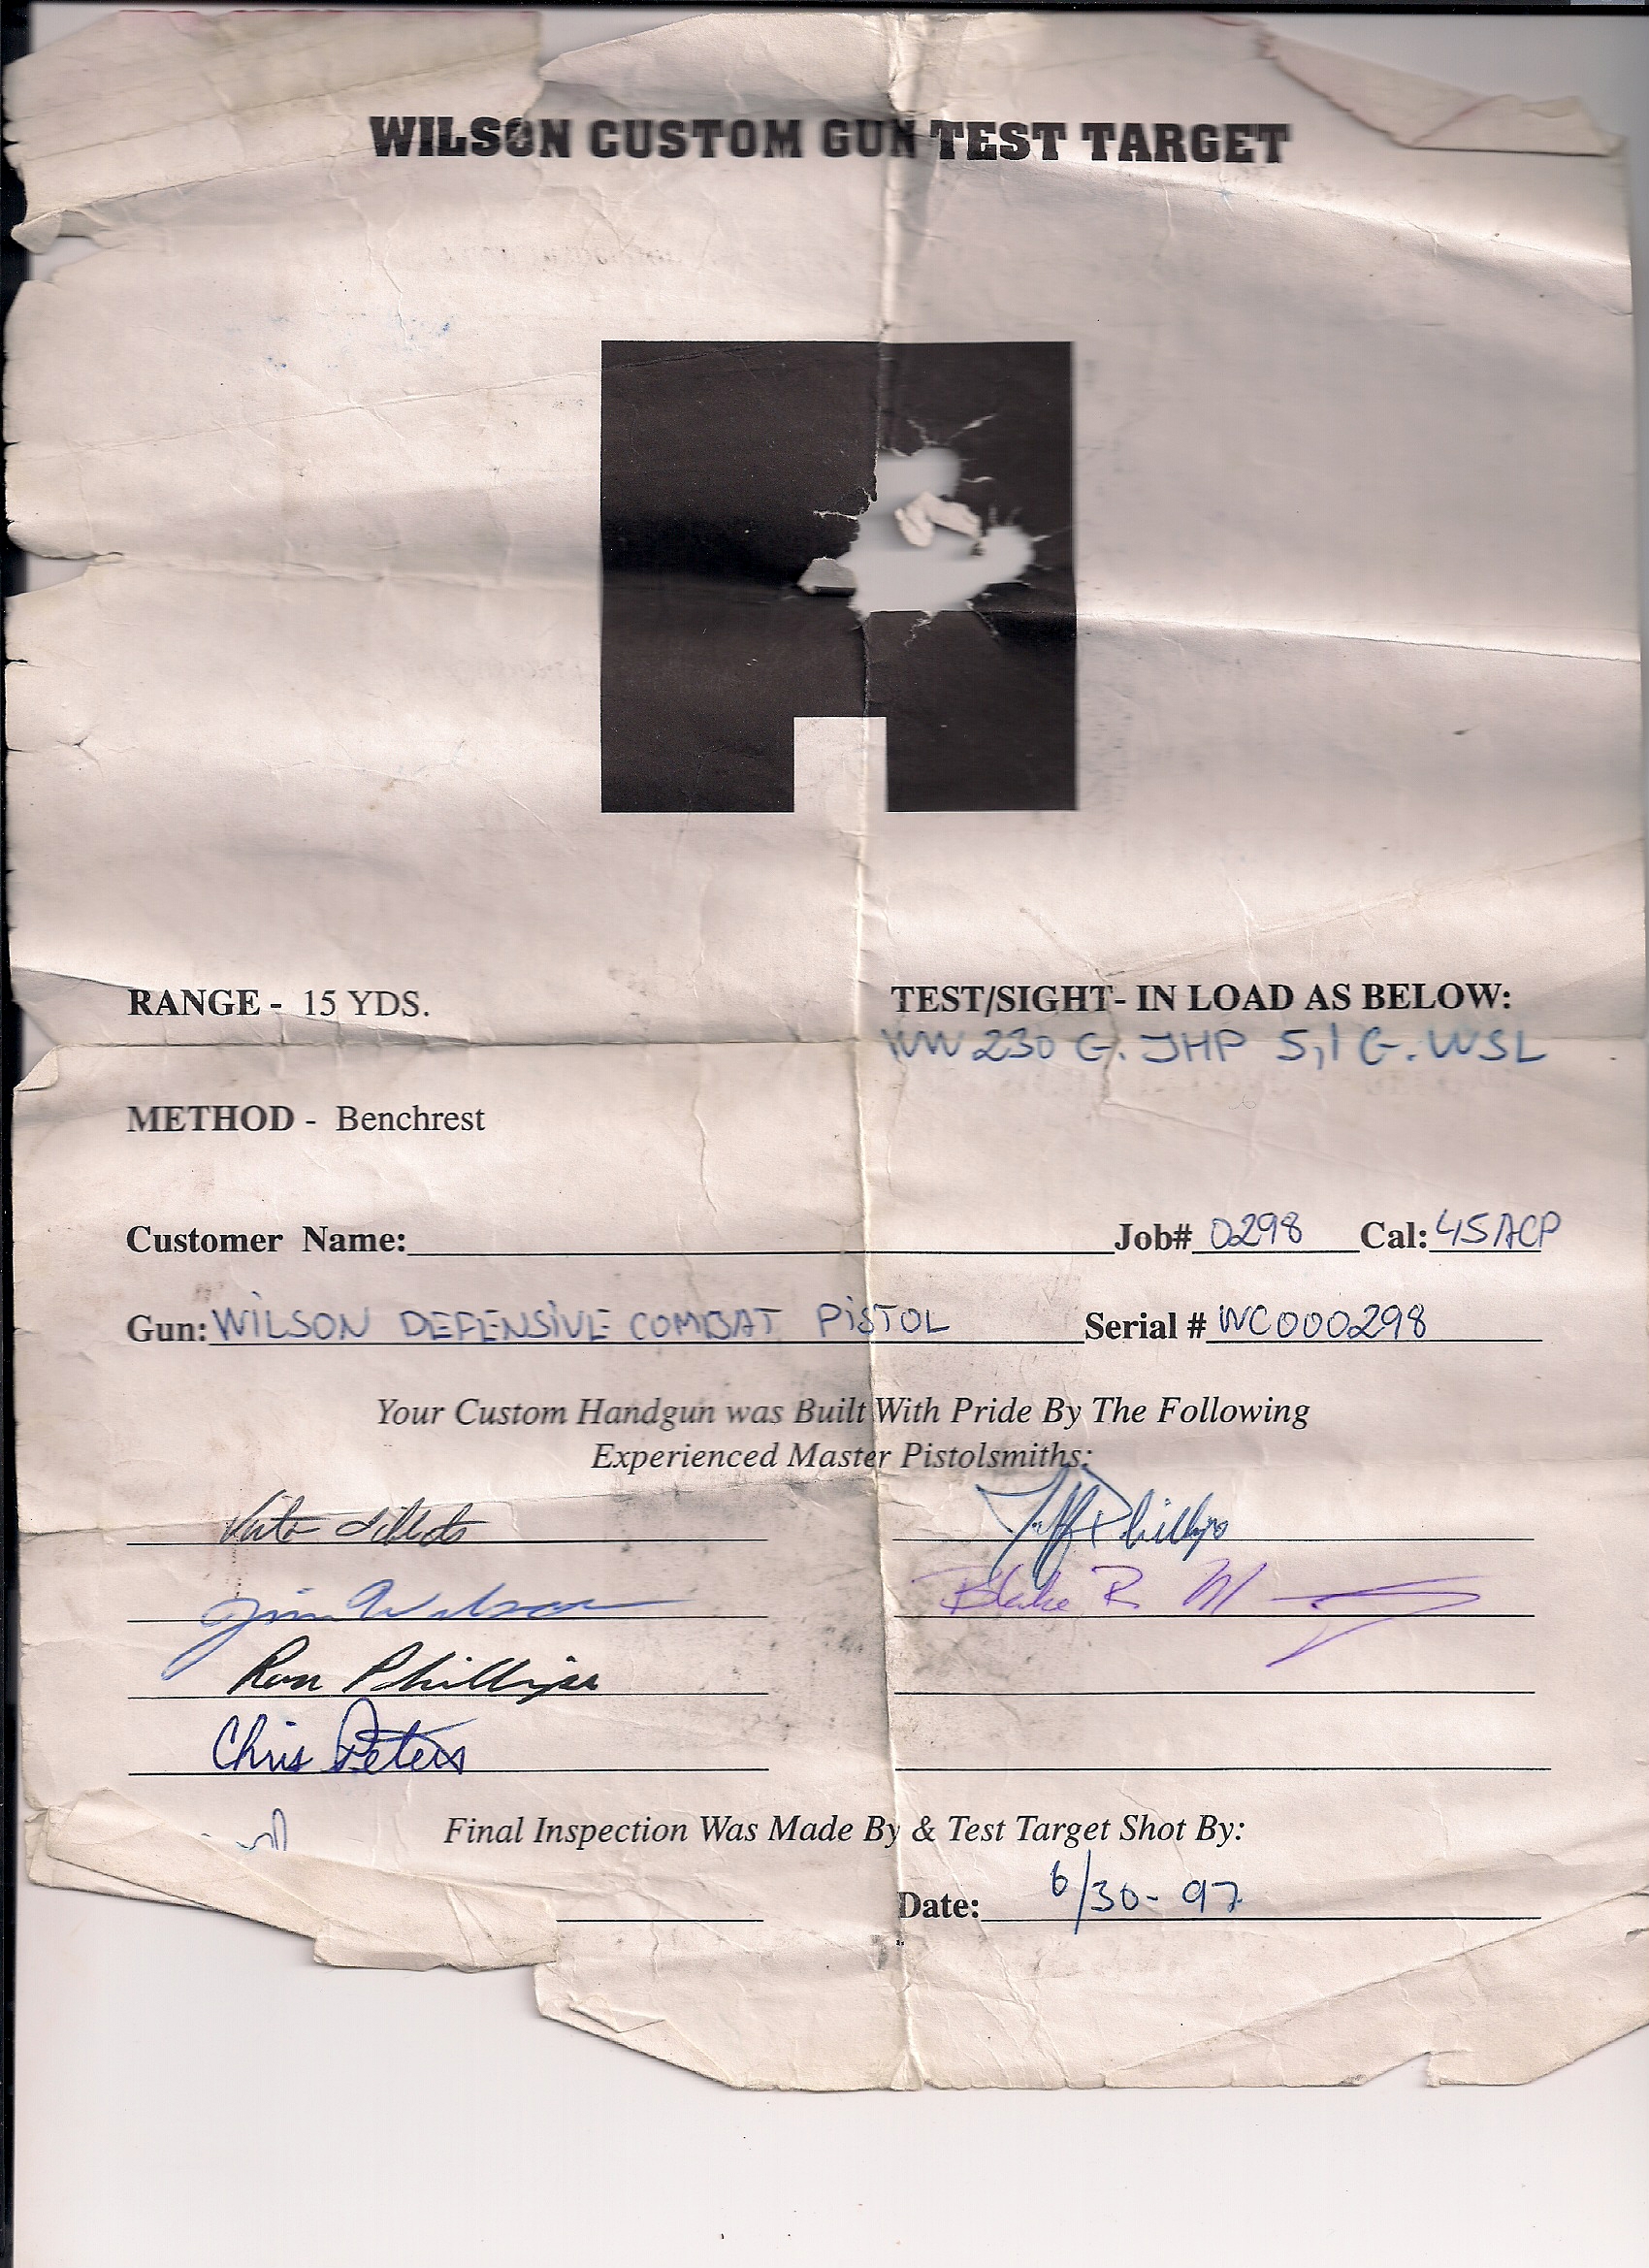 WILSON CUSTOM GUN TEST TARGET
RANGE - 15 YDS.
TEST/SIGHT- IN LOAD AS BELOW:
WW 230 G. JHP 5,1 G. WSL
METHOD - Benchrest
Customer Name: Job# 0298 Cal: 45ACP
Gun: WILSON DEFENSIVE COMBAT PISTOL Serial # WC000298
Your Custom Handgun was Built With Pride By The Following
Experienced Master Pistolsmiths:
Jeff Phillips
Jim Wilson Blake R. M
Ron Phillips
Chris Peters
Final Inspection Was Made By & Test Target Shot By:
Date: 6/30-97